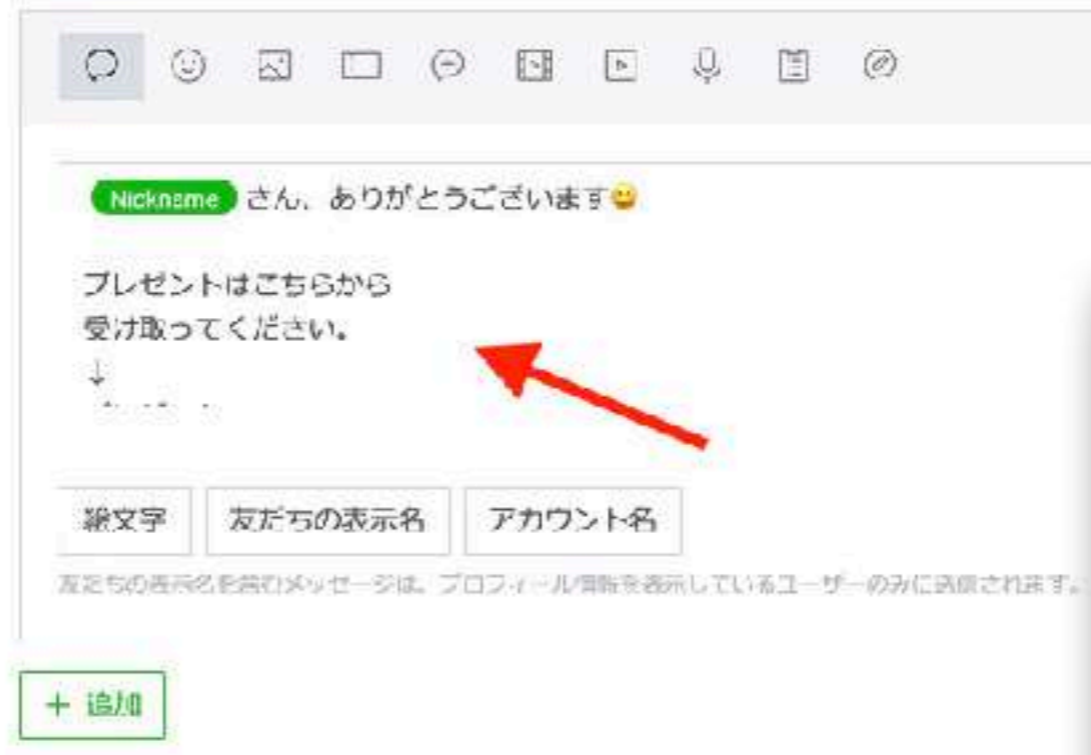 Nickname さん、ありがとうございます😀
プレゼントはこちらから
受け取ってください。
↓
絵文字
友だちの表示名
アカウント名
友だちの表示名を含むメッセージは、プロフィール情報を表示しているユーザーのみに送信されます。
+ 追加